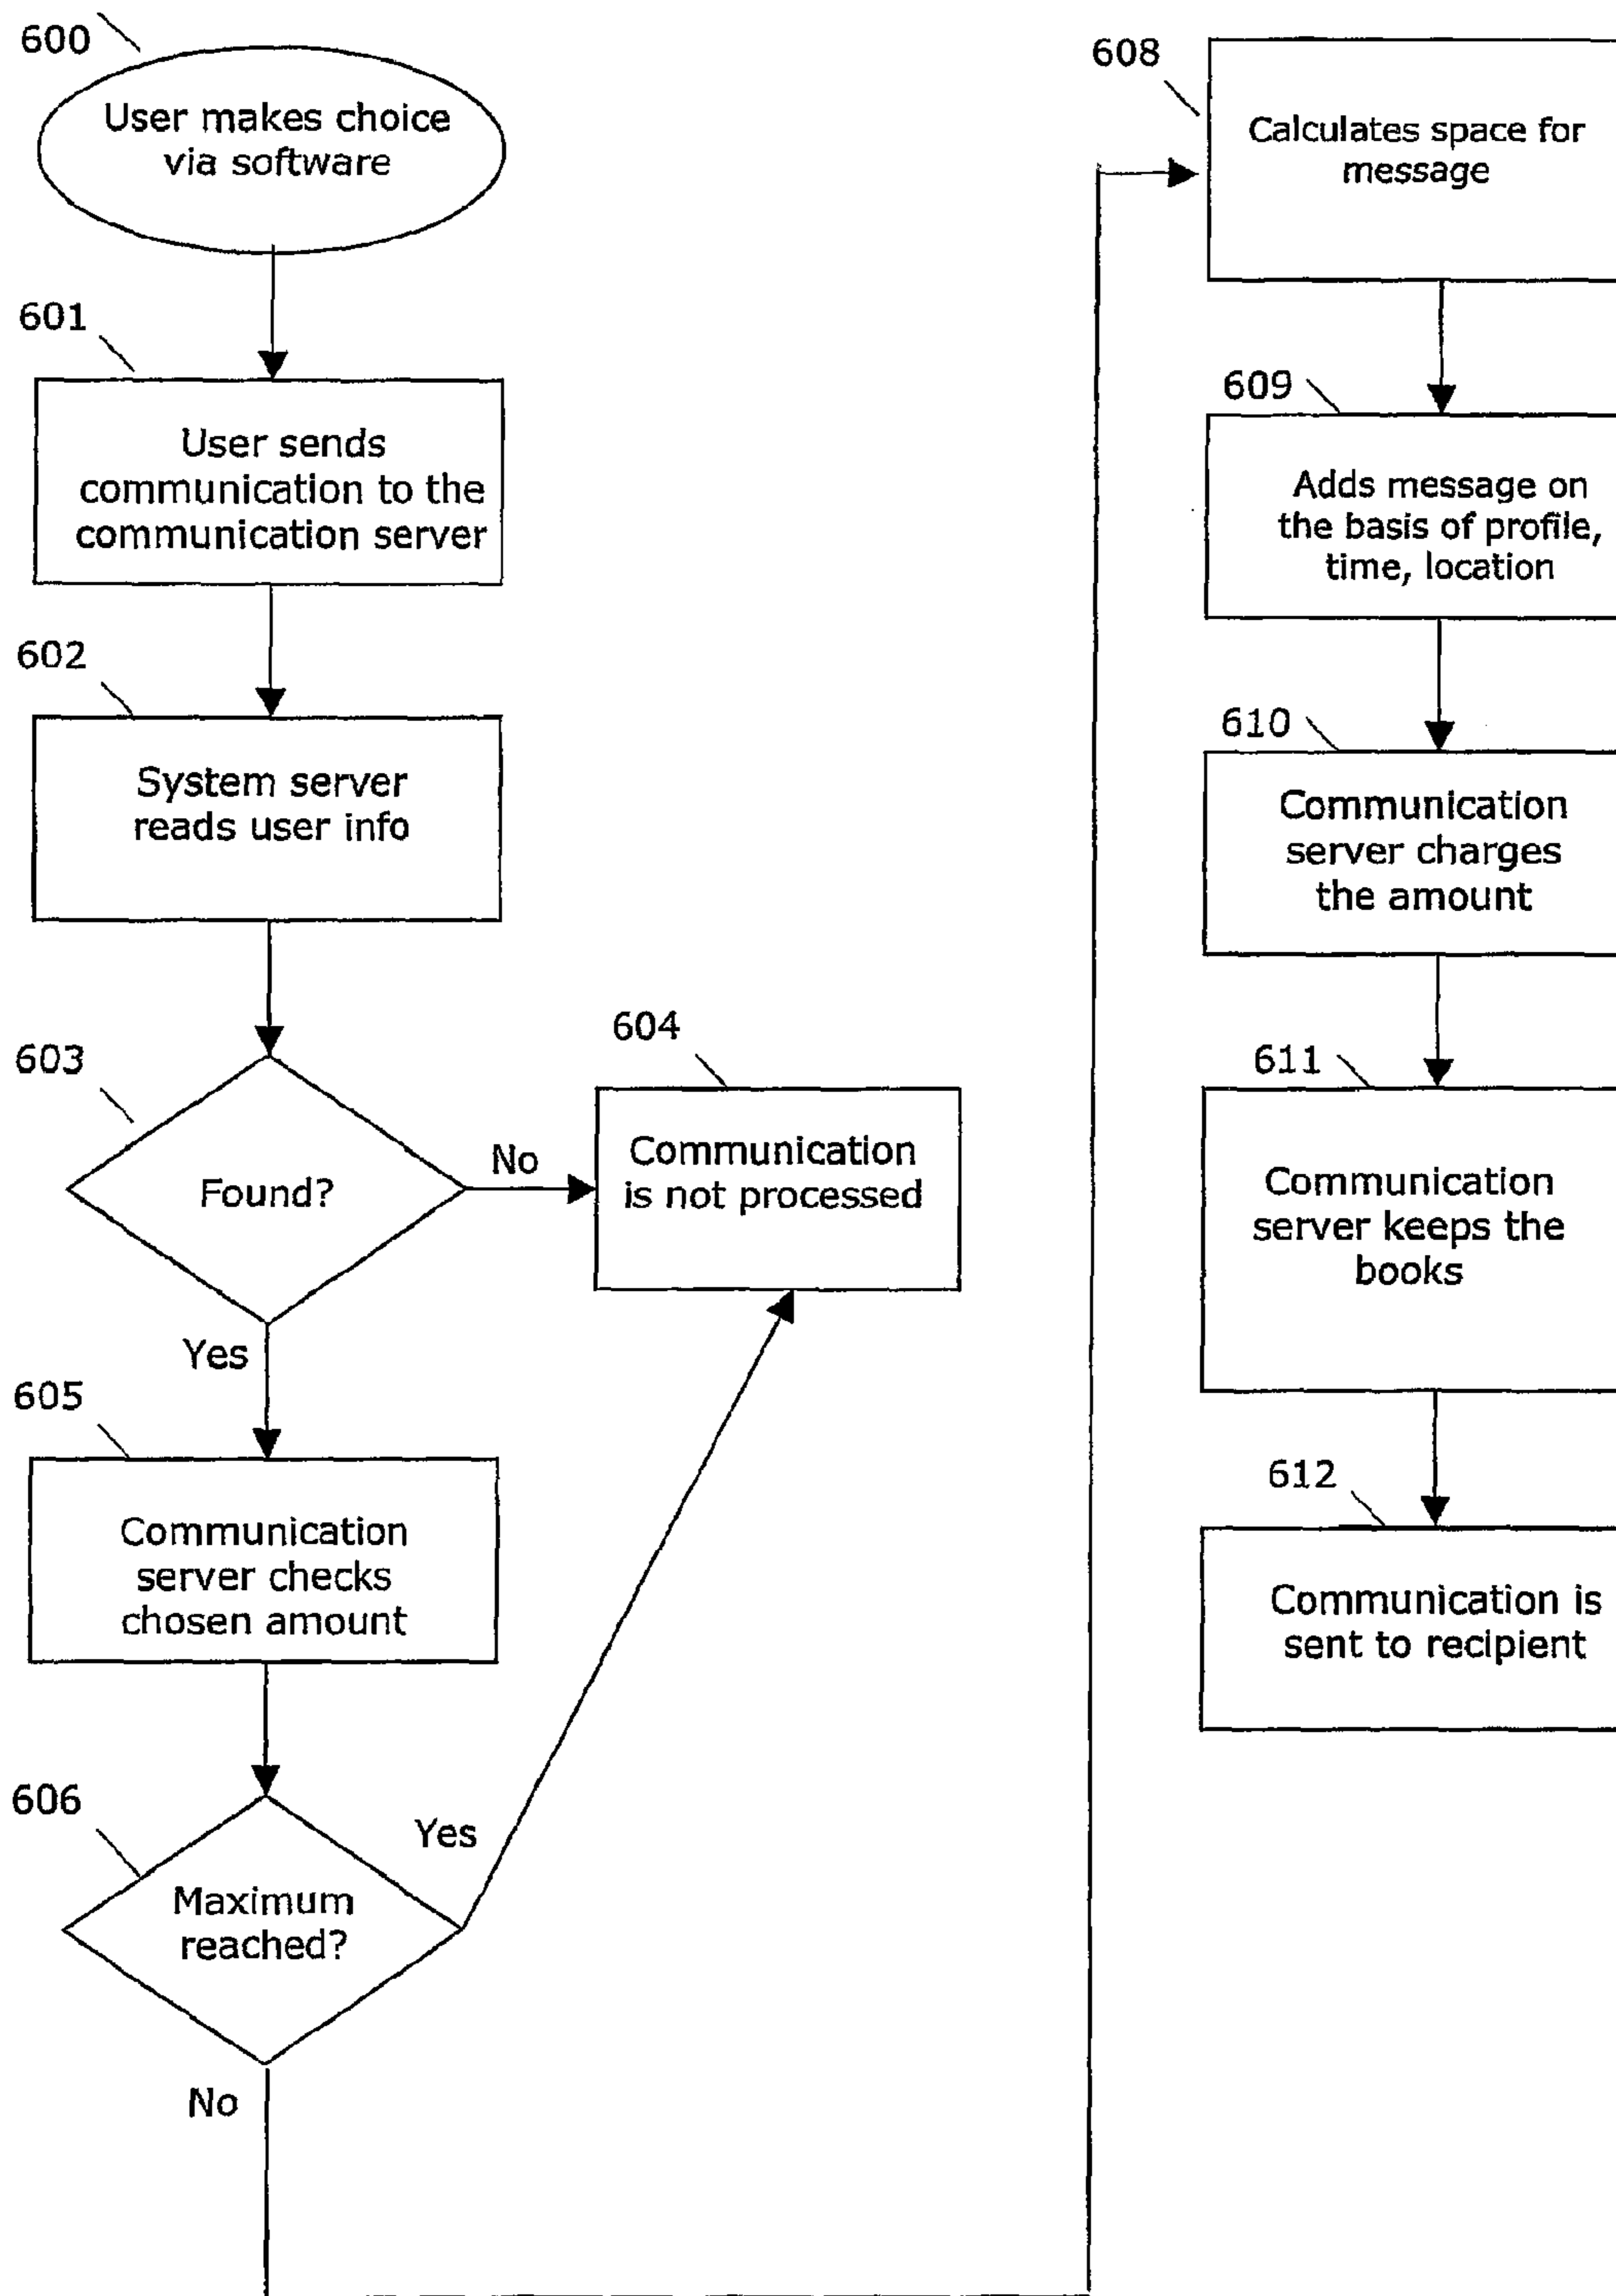 600
User makes choice
via software
601
User sends
communication to the
communication server
602
System server
reads user info
603
Found?
No
604
Communication
is not processed
Yes
605
Communication
server checks
chosen amount
606
Maximum
reached?
Yes
No
608
Calculates space for
message
609
Adds message on
the basis of profile,
time, location
610
Communication
server charges
the amount
611
Communication
server keeps the
books
612
Communication is
sent to recipient